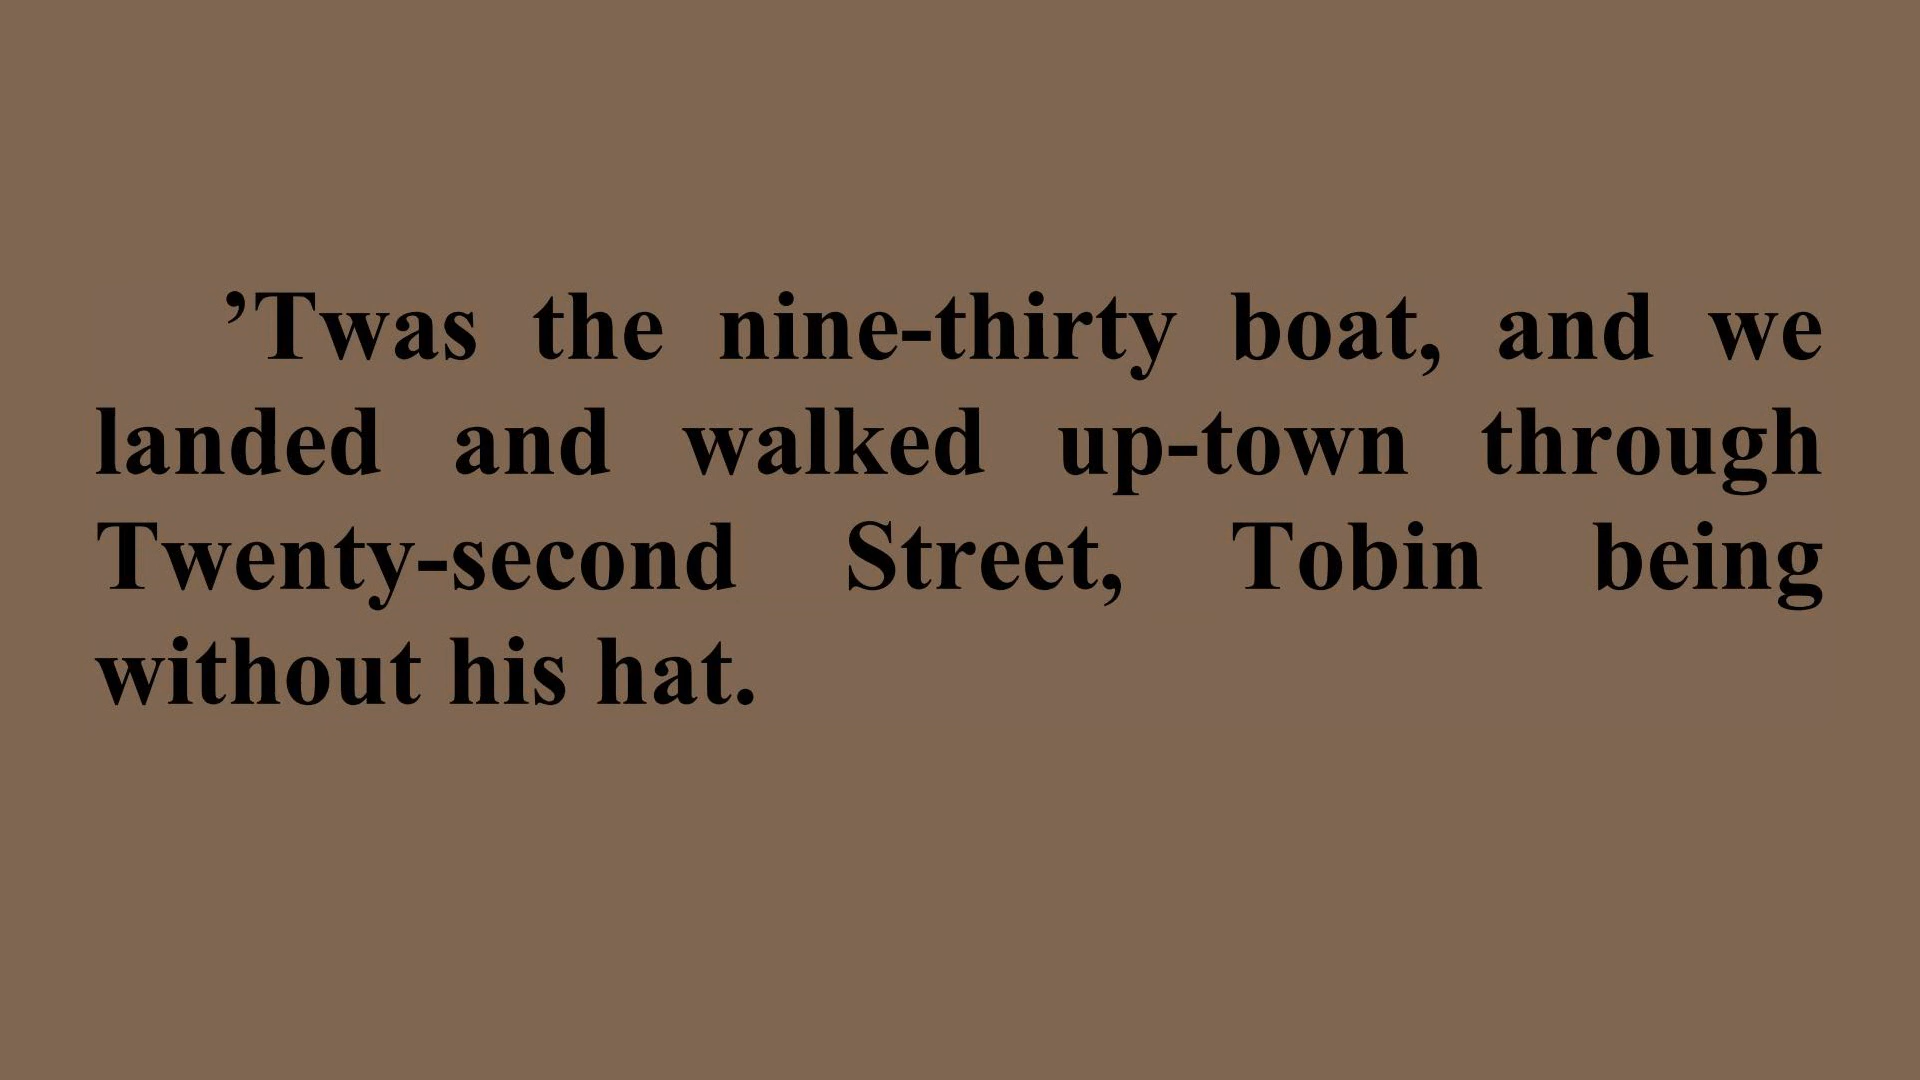 ’Twas the nine-thirty boat, and we
landed and walked up-town through
Twenty-second Street, Tobin being
without his hat.